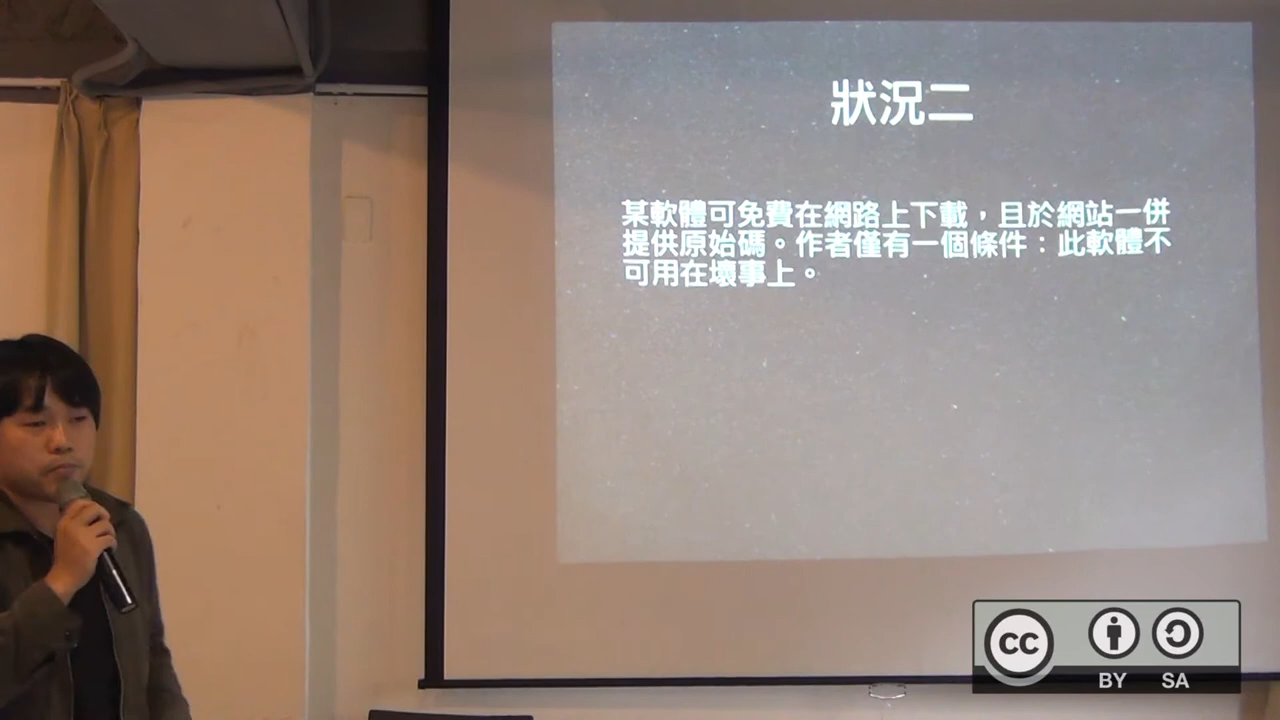 狀況二
某軟體可免費在網路上下載，且於網站一併
提供原始碼。作者僅有一個條件：此軟體不
可用在壞事上。
cc
BY SA